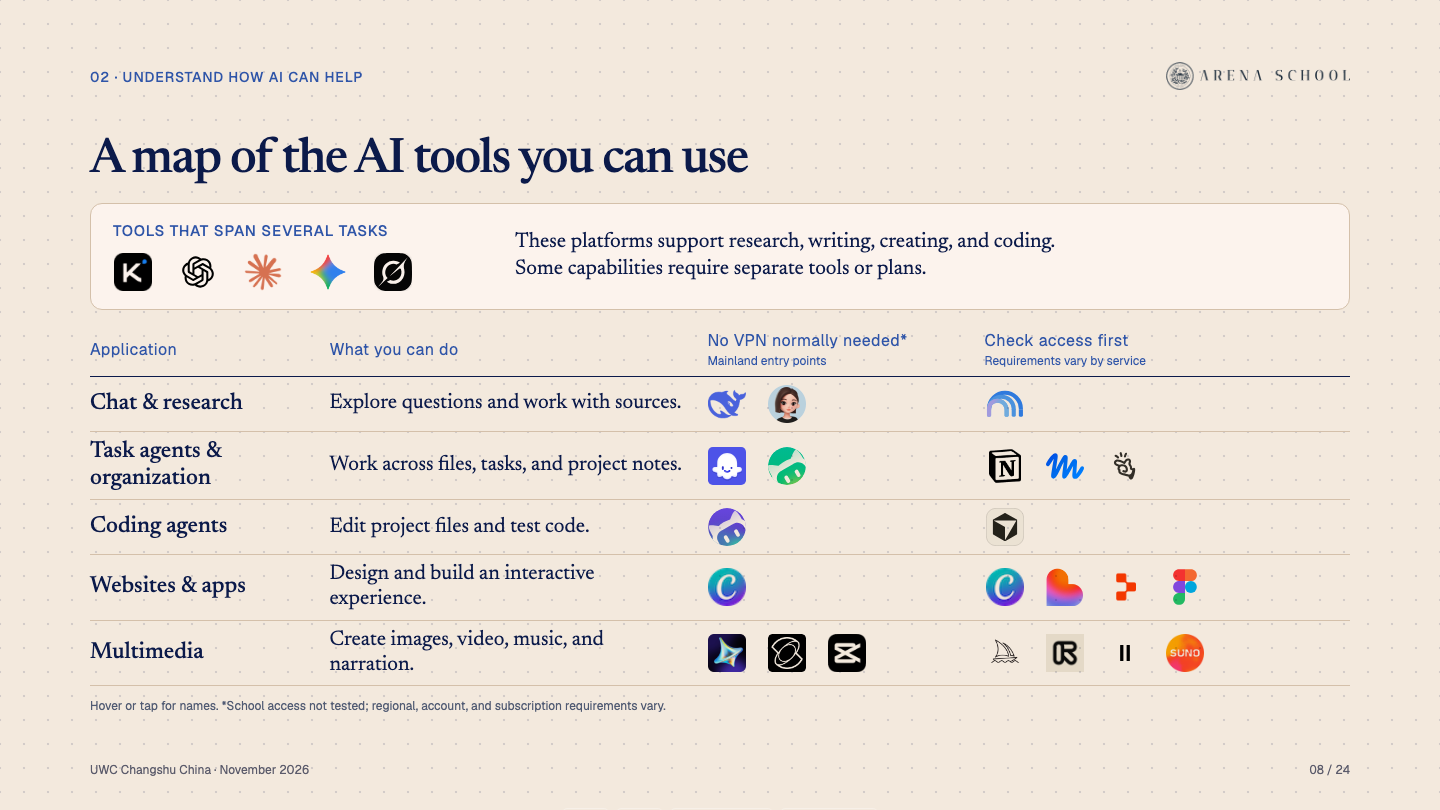 02 · UNDERSTAND HOW AI CAN HELP
ARENA SCHOOL
A map of the AI tools you can use
TOOLS THAT SPAN SEVERAL TASKS
These platforms support research, writing, creating, and coding.
Some capabilities require separate tools or plans.
Application
What you can do
No VPN normally needed*
Mainland entry points
Check access first
Requirements vary by service
Chat & research
Explore questions and work with sources.
Task agents &
organization
Work across files, tasks, and project notes.
Coding agents
Edit project files and test code.
Websites & apps
Design and build an interactive
experience.
Multimedia
Create images, video, music, and
narration.
SUNO
Hover or tap for names. *School access not tested; regional, account, and subscription requirements vary.
UWC Changshu China · November 2026
08 / 24